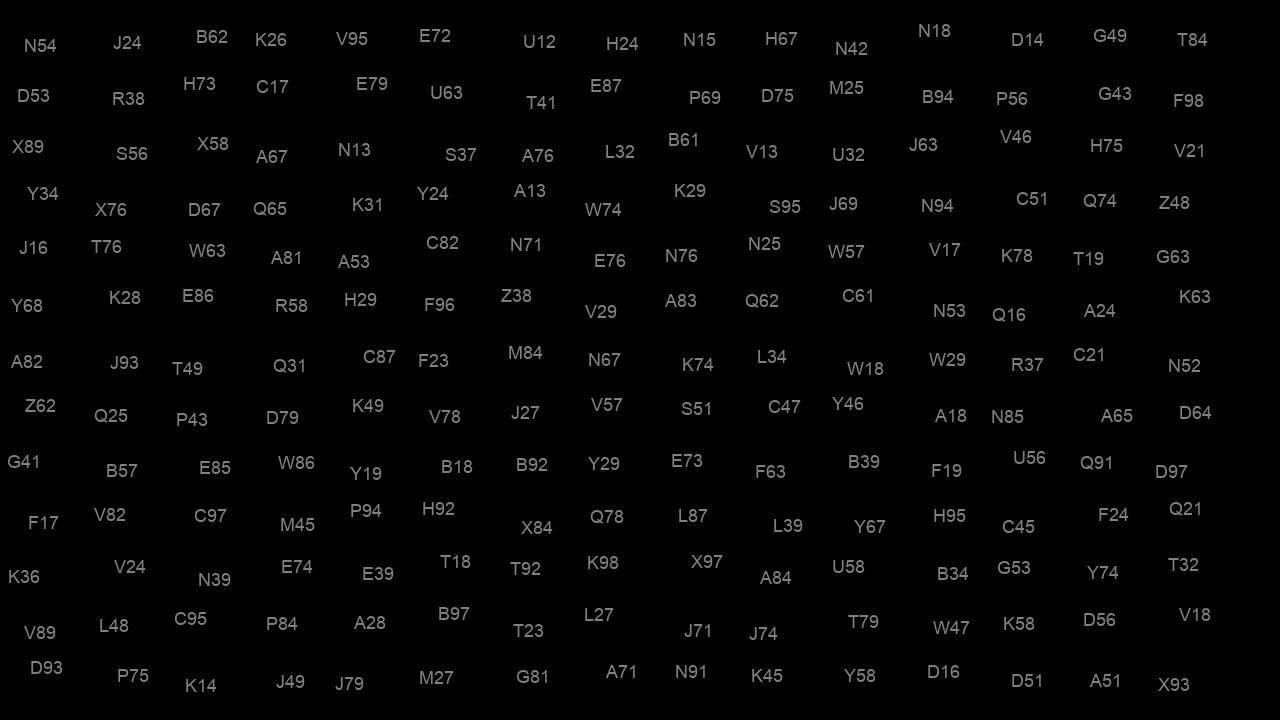 N54 J24 B62 K26 V95 E72 U12 H24 N15 H67 N42 N18 D14 G49 T84
D53 R38 H73 C17 E79 U63 T41 E87 P69 D75 M25 B94 P56 G43 F98
X89 S56 X58 A67 N13 S37 A76 L32 B61 V13 U32 J63 V46 H75 V21
Y34 X76 D67 Q65 K31 Y24 A13 W74 K29 S95 J69 N94 C51 Q74 Z48
J16 T76 W63 A81 A53 C82 N71 E76 N76 N25 W57 V17 K78 T19 G63
Y68 K28 E86 R58 H29 F96 Z38 V29 A83 Q62 C61 N53 Q16 A24 K63
A82 J93 T49 Q31 C87 F23 M84 N67 K74 L34 W18 W29 R37 C21 N52
Z62 Q25 P43 D79 K49 V78 J27 V57 S51 C47 Y46 A18 N85 A65 D64
G41 B57 E85 W86 Y19 B18 B92 Y29 E73 F63 B39 F19 U56 Q91 D97
F17 V82 C97 M45 P94 H92 X84 Q78 L87 L39 Y67 H95 C45 F24 Q21
K36 V24 N39 E74 E39 T18 T92 K98 X97 A84 U58 B34 G53 Y74 T32
V89 L48 C95 P84 A28 B97 T23 L27 J71 J74 T79 W47 K58 D56 V18
D93 P75 K14 J49 J79 M27 G81 A71 N91 K45 Y58 D16 D51 A51 X93